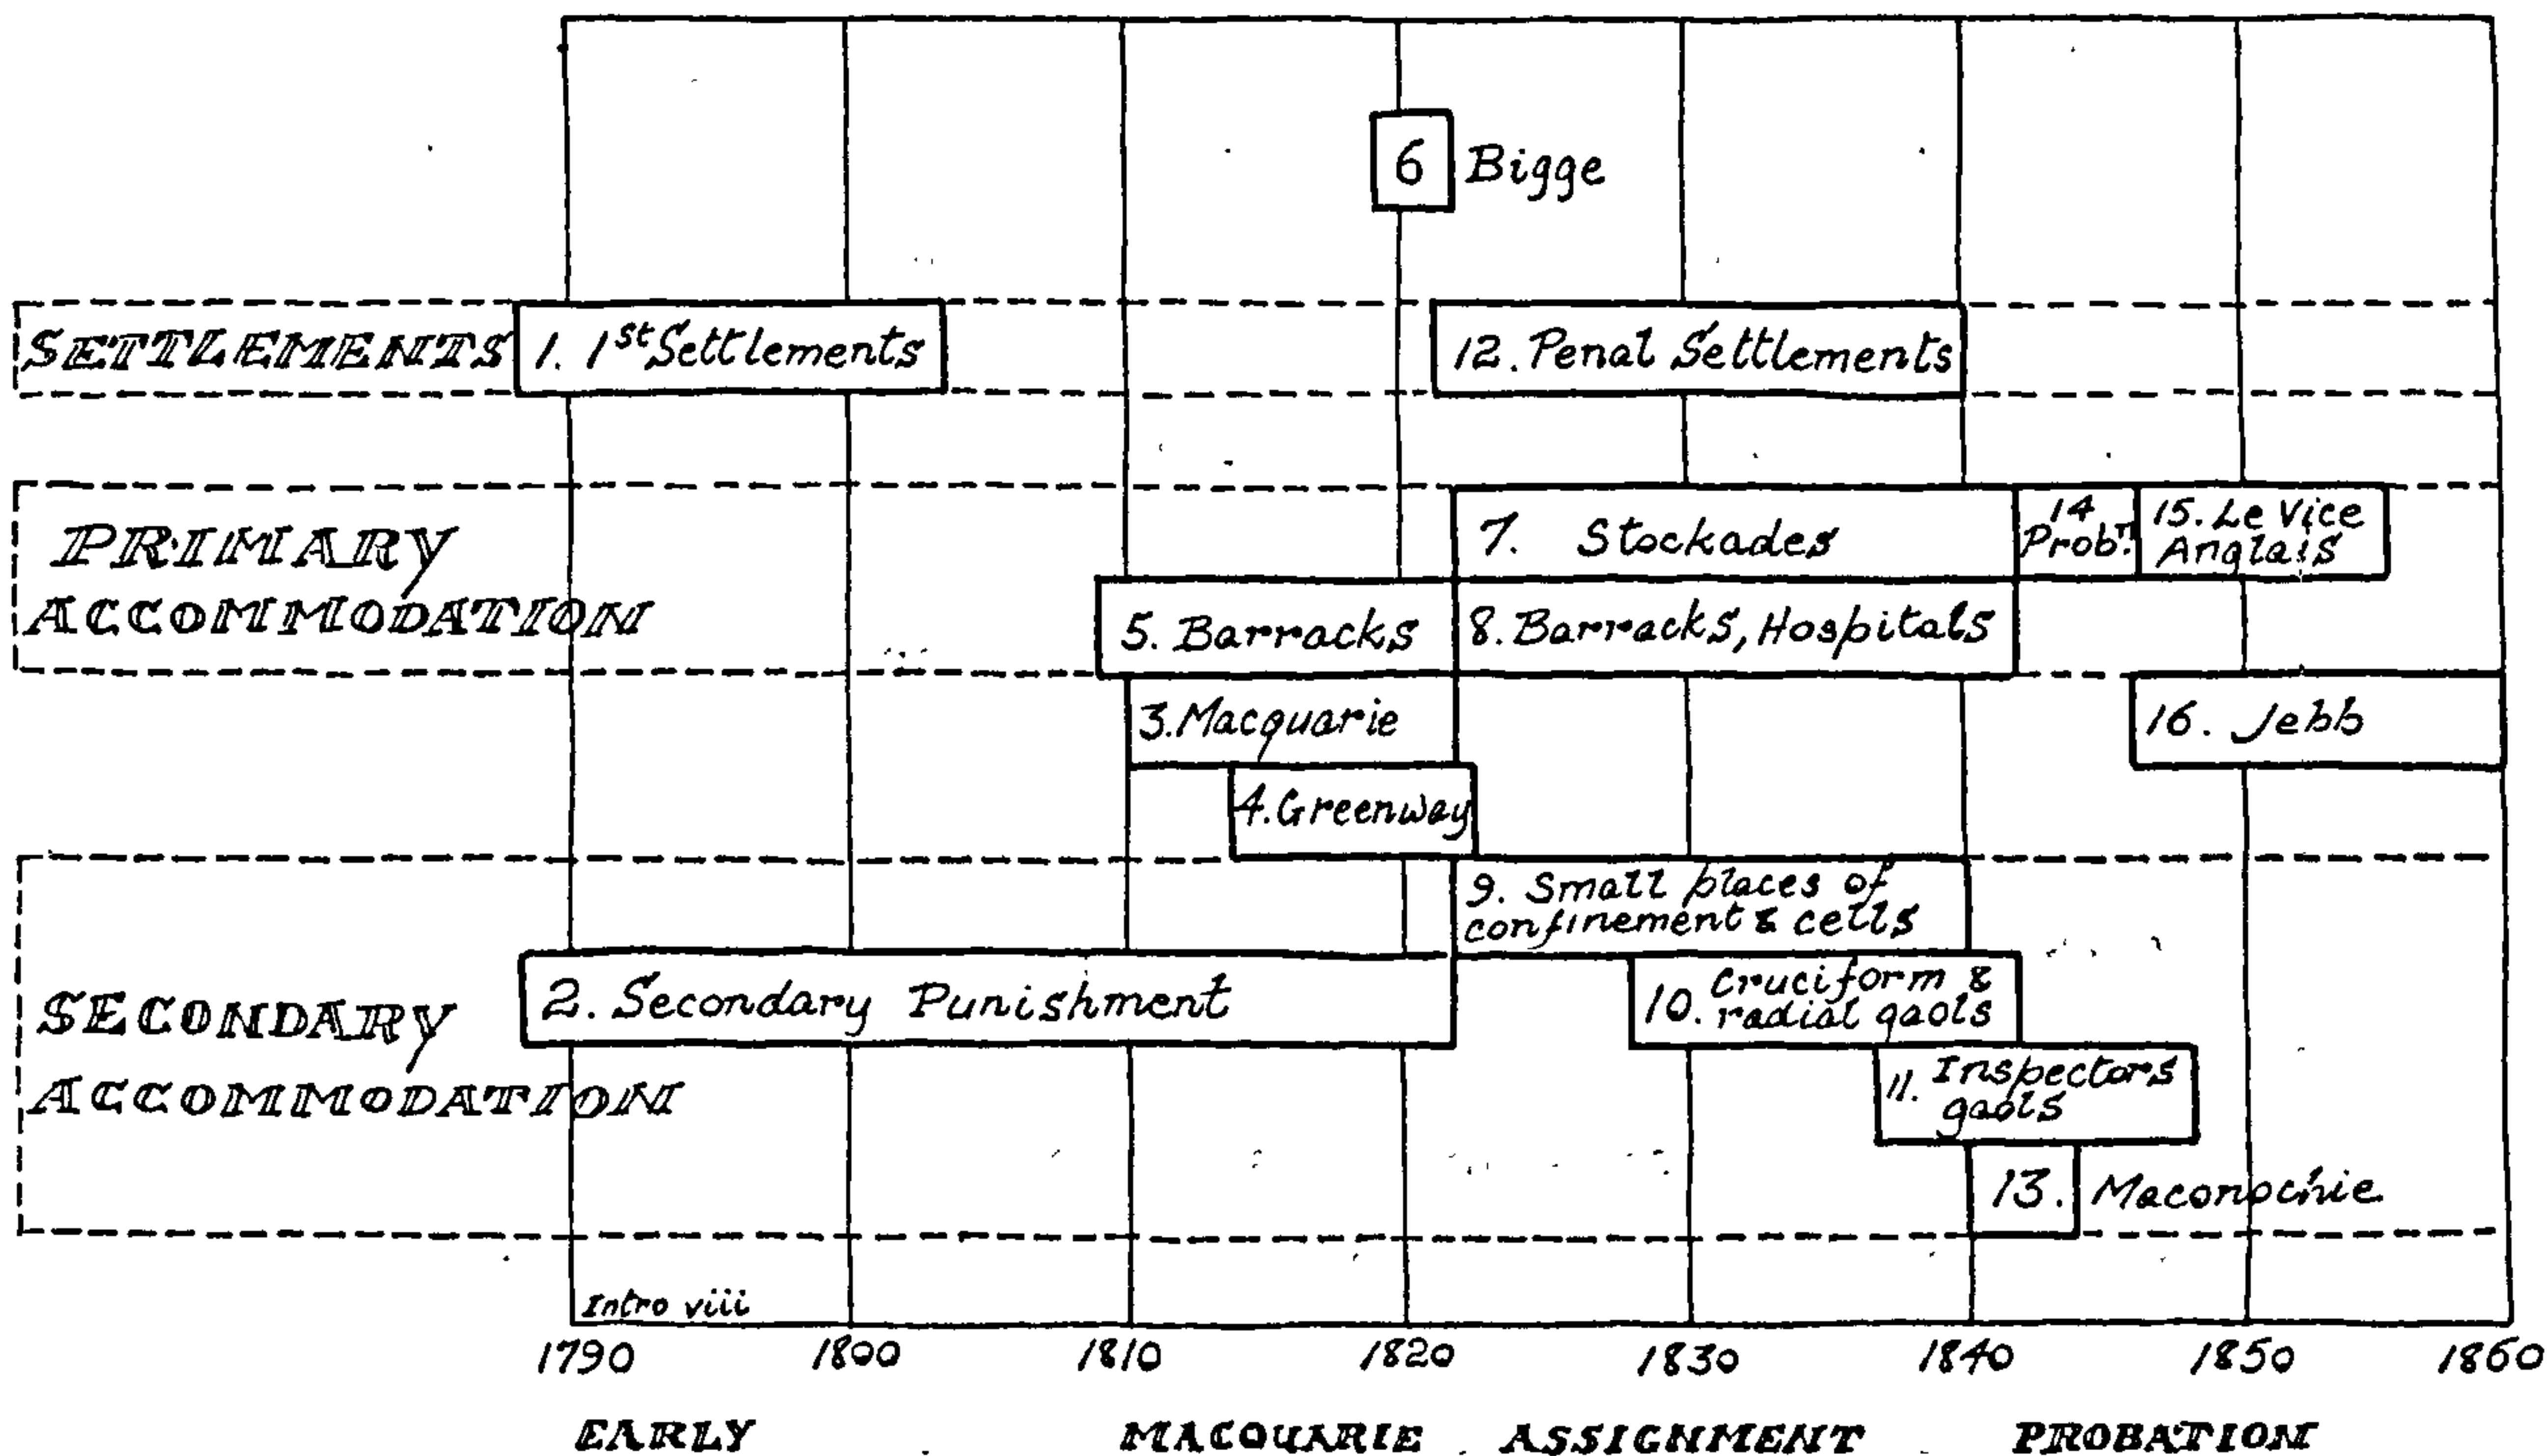 6 Bigge
SETTLEMENTS
1. 1st Settlements
12. Penal Settlements
PRIMARY
ACCOMMODATION
7. Stockades
14
Probn.
15. Le Vice
Anglais
5. Barracks
8. Barracks, Hospitals
3. Macquarie
16. Jebb
4. Greenway
9. Small places of
confinement & cells
SECONDARY
ACCOMMODATION
2. Secondary Punishment
10. Cruciform &
radial gaols
11. Inspectors
gaols
13. Maconochie
Intro viii
1790 1800 1810 1820 1830 1840 1850 1860
EARLY MACQUARIE ASSIGNMENT PROBATION